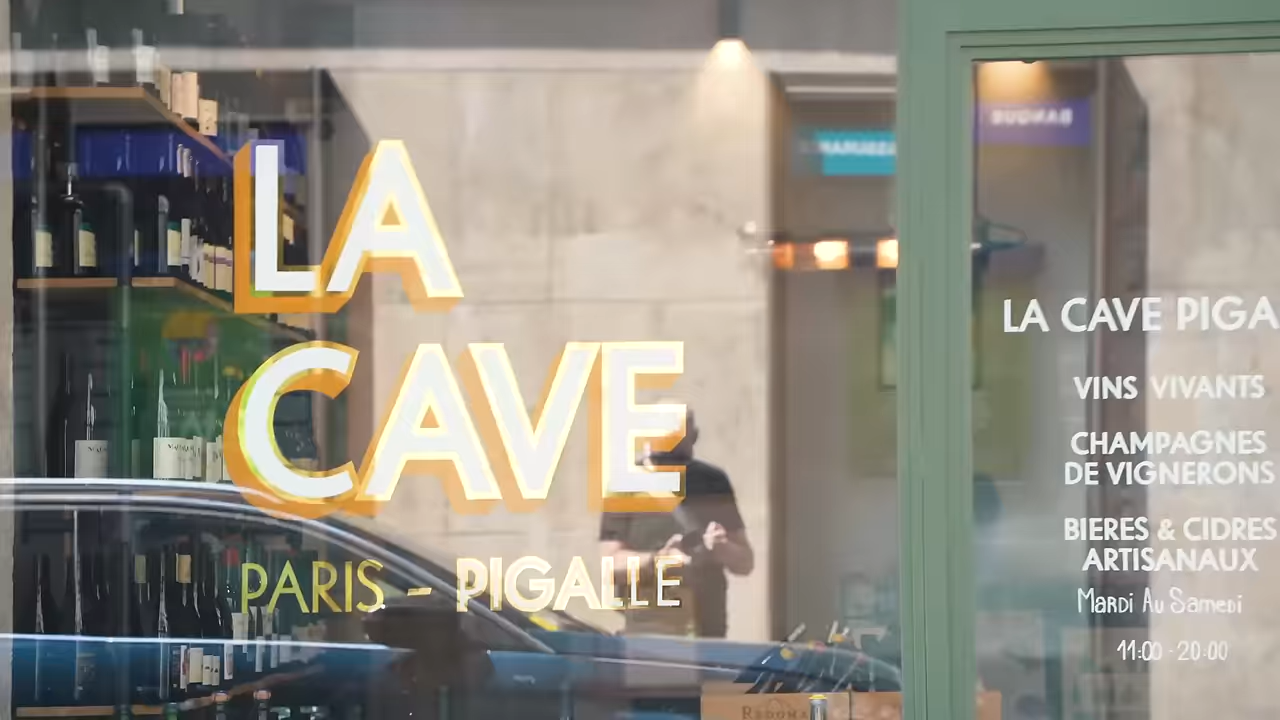 LA
CAVE
PARIS - PIGALLE
LA CAVE PIGA
VINS VIVANTS
CHAMPAGNES
DE VIGNERONS
BIERES & CIDRES
ARTISANAUX
Mardi Au Samedi
11:00 - 20:00